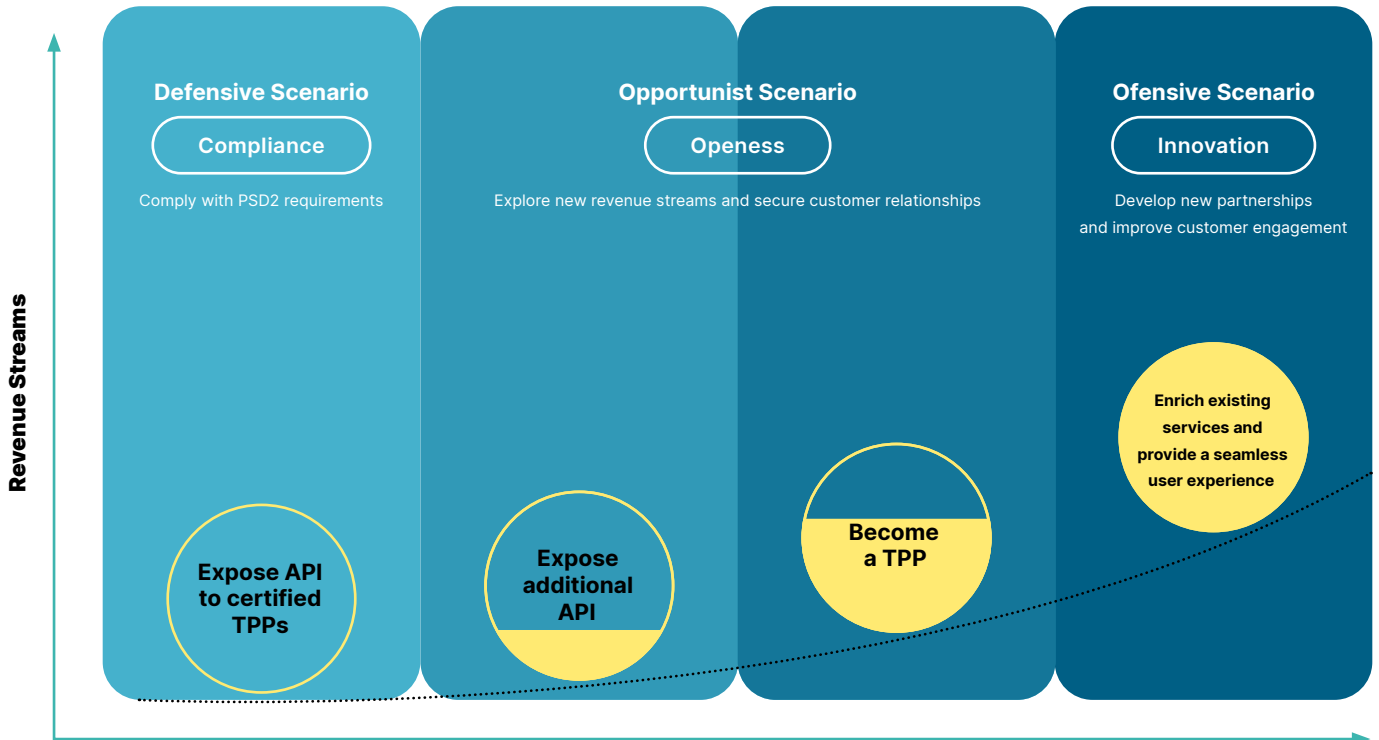 Revenue Streams
Defensive Scenario
Compliance
Comply with PSD2 requirements
Expose API
to certified
TPPs
Opportunist Scenario
Openess
Explore new revenue streams and secure customer relationships
Expose
additional
API
Become
a TPP
Ofensive Scenario
Innovation
Develop new partnerships
and improve customer engagement
Enrich existing
services and
provide a seamless
user experience